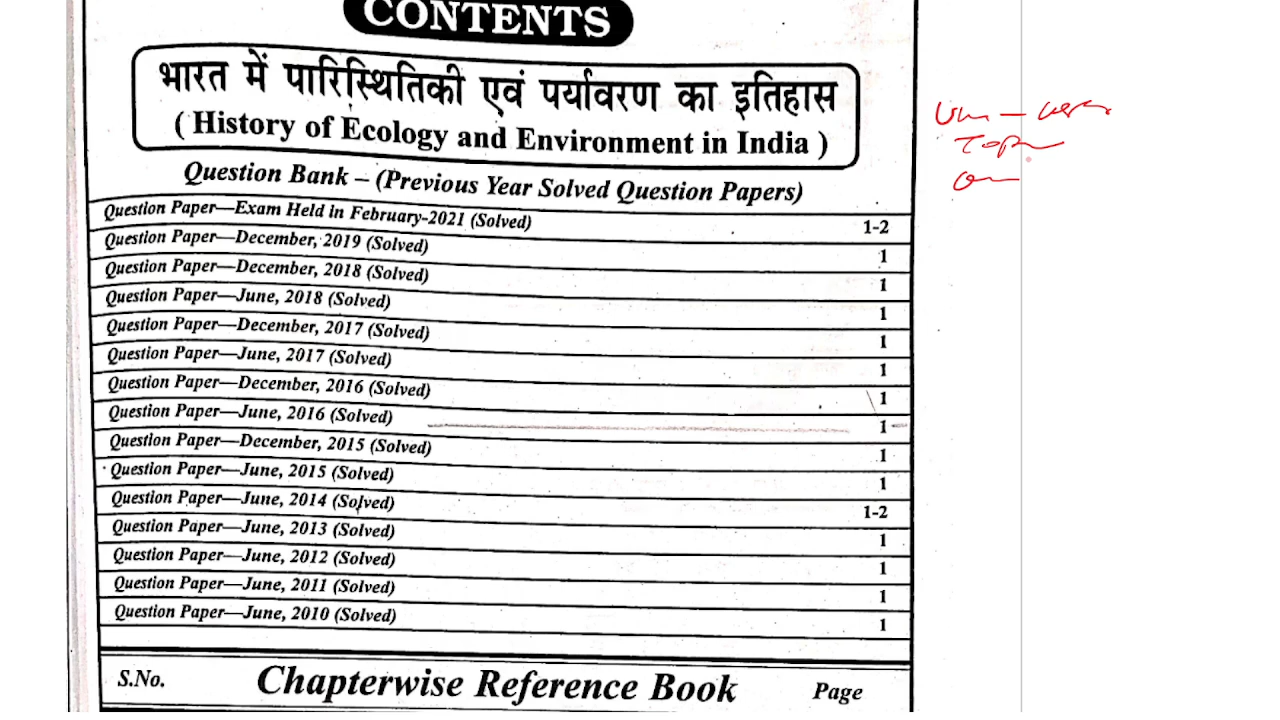 CONTENTS
भारत में पारिस्थितिकी एवं पर्यावरण का इतिहास
( History of Ecology and Environment in India )
Question Bank – (Previous Year Solved Question Papers)
Question Paper—Exam Held in February-2021 (Solved) 1-2
Question Paper—December, 2019 (Solved) 1
Question Paper—December, 2018 (Solved) 1
Question Paper—June, 2018 (Solved) 1
Question Paper—December, 2017 (Solved) 1
Question Paper—June, 2017 (Solved) 1
Question Paper—December, 2016 (Solved) 1
Question Paper—June, 2016 (Solved) 1
Question Paper—December, 2015 (Solved) 1
Question Paper—June, 2015 (Solved) 1
Question Paper—June, 2014 (Solved) 1-2
Question Paper—June, 2013 (Solved) 1
Question Paper—June, 2012 (Solved) 1
Question Paper—June, 2011 (Solved) 1
Question Paper—June, 2010 (Solved) 1
S.No. Chapterwise Reference Book Page